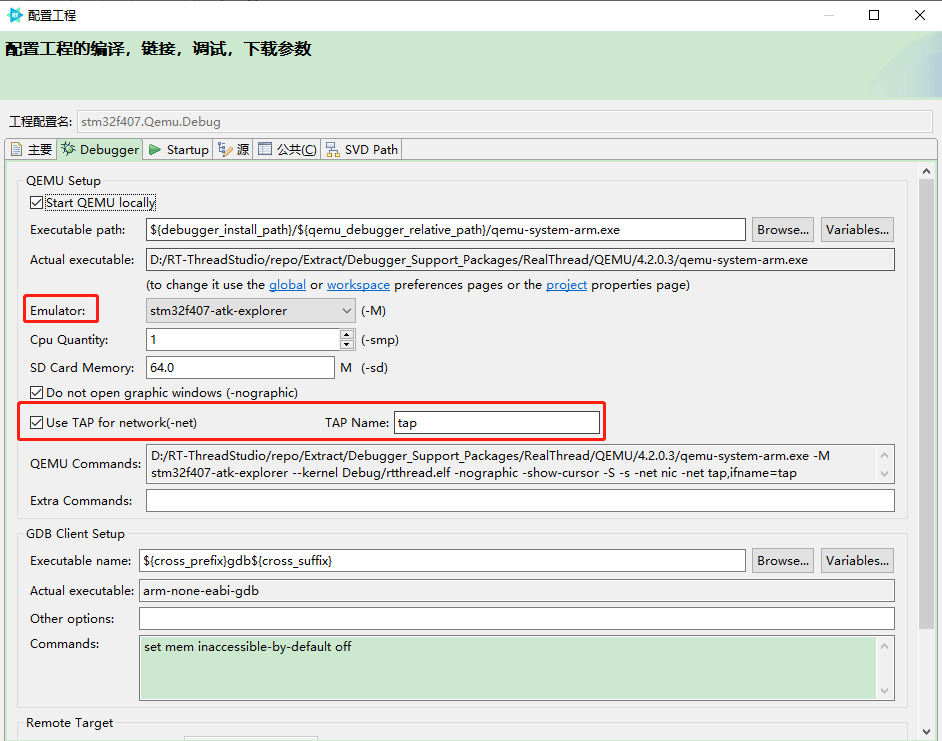 配置工程
配置工程的编译，链接，调试，下载参数
工程配置名: stm32f407.Qemu.Debug
主要 Debugger Startup 源 公共(C) SVD Path
QEMU Setup
Start QEMU locally
Executable path: ${debugger_install_path}/${qemu_debugger_relative_path}/qemu-system-arm.exe Browse... Variables...
Actual executable: D:/RT-ThreadStudio/repo/Extract/Debugger_Support_Packages/RealThread/QEMU/4.2.0.3/qemu-system-arm.exe
(to change it use the global or workspace preferences pages or the project properties page)
Emulator: stm32f407-atk-explorer (-M)
Cpu Quantity: 1 (-smp)
SD Card Memory: 64.0 M (-sd)
Do not open graphic windows (-nographic)
Use TAP for network(-net) TAP Name: tap
QEMU Commands: D:/RT-ThreadStudio/repo/Extract/Debugger_Support_Packages/RealThread/QEMU/4.2.0.3/qemu-system-arm.exe -M
stm32f407-atk-explorer --kernel Debug/rtthread.elf -nographic -show-cursor -S -s -net nic -net tap,ifname=tap
Extra Commands:
GDB Client Setup
Executable name: ${cross_prefix}gdb${cross_suffix} Browse... Variables...
Actual executable: arm-none-eabi-gdb
Other options:
Commands: set mem inaccessible-by-default off
Remote Target